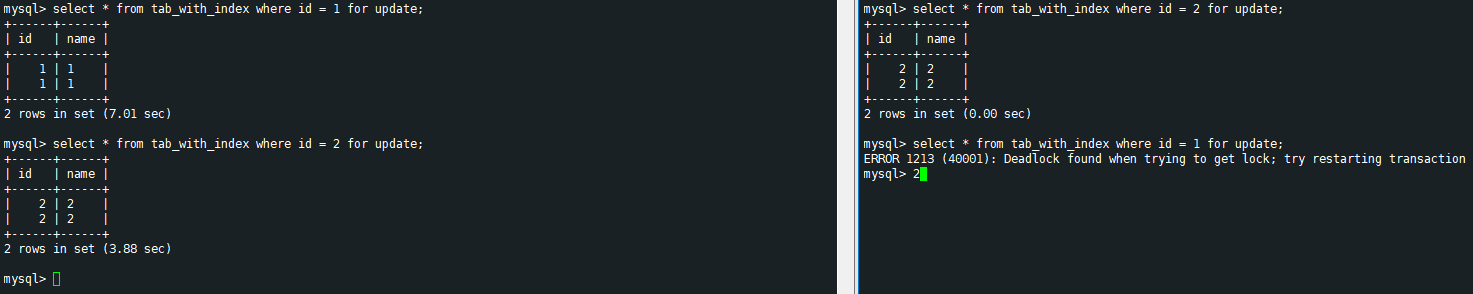 mysql> select * from tab_with_index where id = 1 for update;
+------+------+
| id   | name |
+------+------+
|    1 | 1    |
|    1 | 1    |
+------+------+
2 rows in set (7.01 sec)
mysql> select * from tab_with_index where id = 2 for update;
+------+------+
| id   | name |
+------+------+
|    2 | 2    |
|    2 | 2    |
+------+------+
2 rows in set (3.88 sec)
mysql>
mysql> select * from tab_with_index where id = 2 for update;
+------+------+
| id   | name |
+------+------+
|    2 | 2    |
|    2 | 2    |
+------+------+
2 rows in set (0.00 sec)
mysql> select * from tab_with_index where id = 1 for update;
ERROR 1213 (40001): Deadlock found when trying to get lock; try restarting transaction
mysql> 2